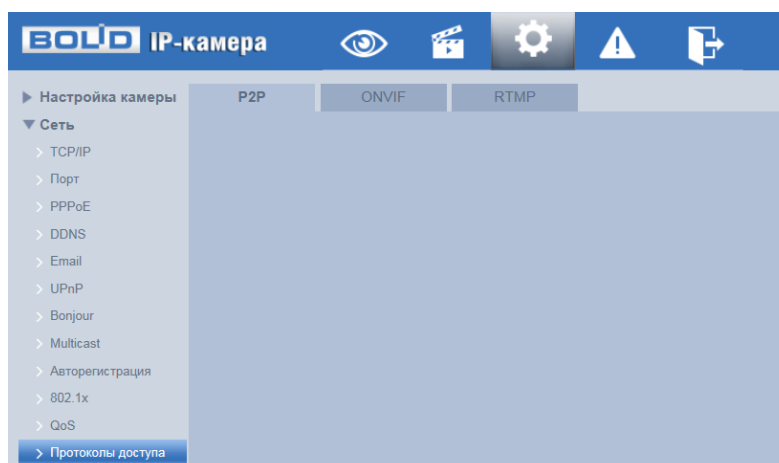 BOLID IP-камера
Настройка камеры
Сеть
TCP/IP
Порт
PPPoE
DDNS
Email
UPnP
Bonjour
Multicast
Авторегистрация
802.1x
QoS
Протоколы доступа
P2P ONVIF RTMP